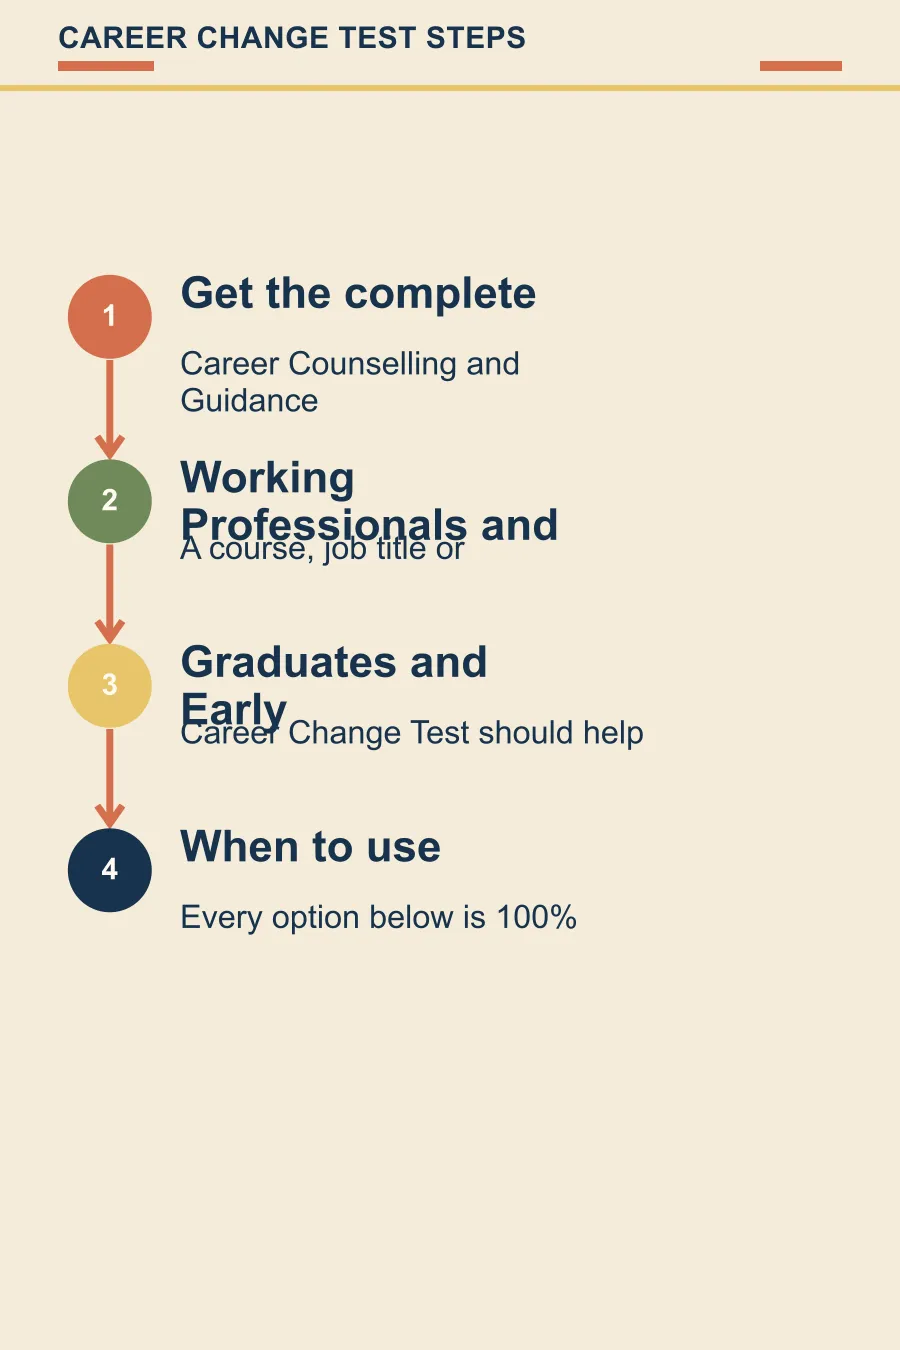 CAREER CHANGE TEST STEPS
1
Get the complete
Career Counselling and
Guidance
2
Working
Professionals and
A course, job title or
3
Graduates and
Early
Career Change Test should help
4
When to use
Every option below is 100%